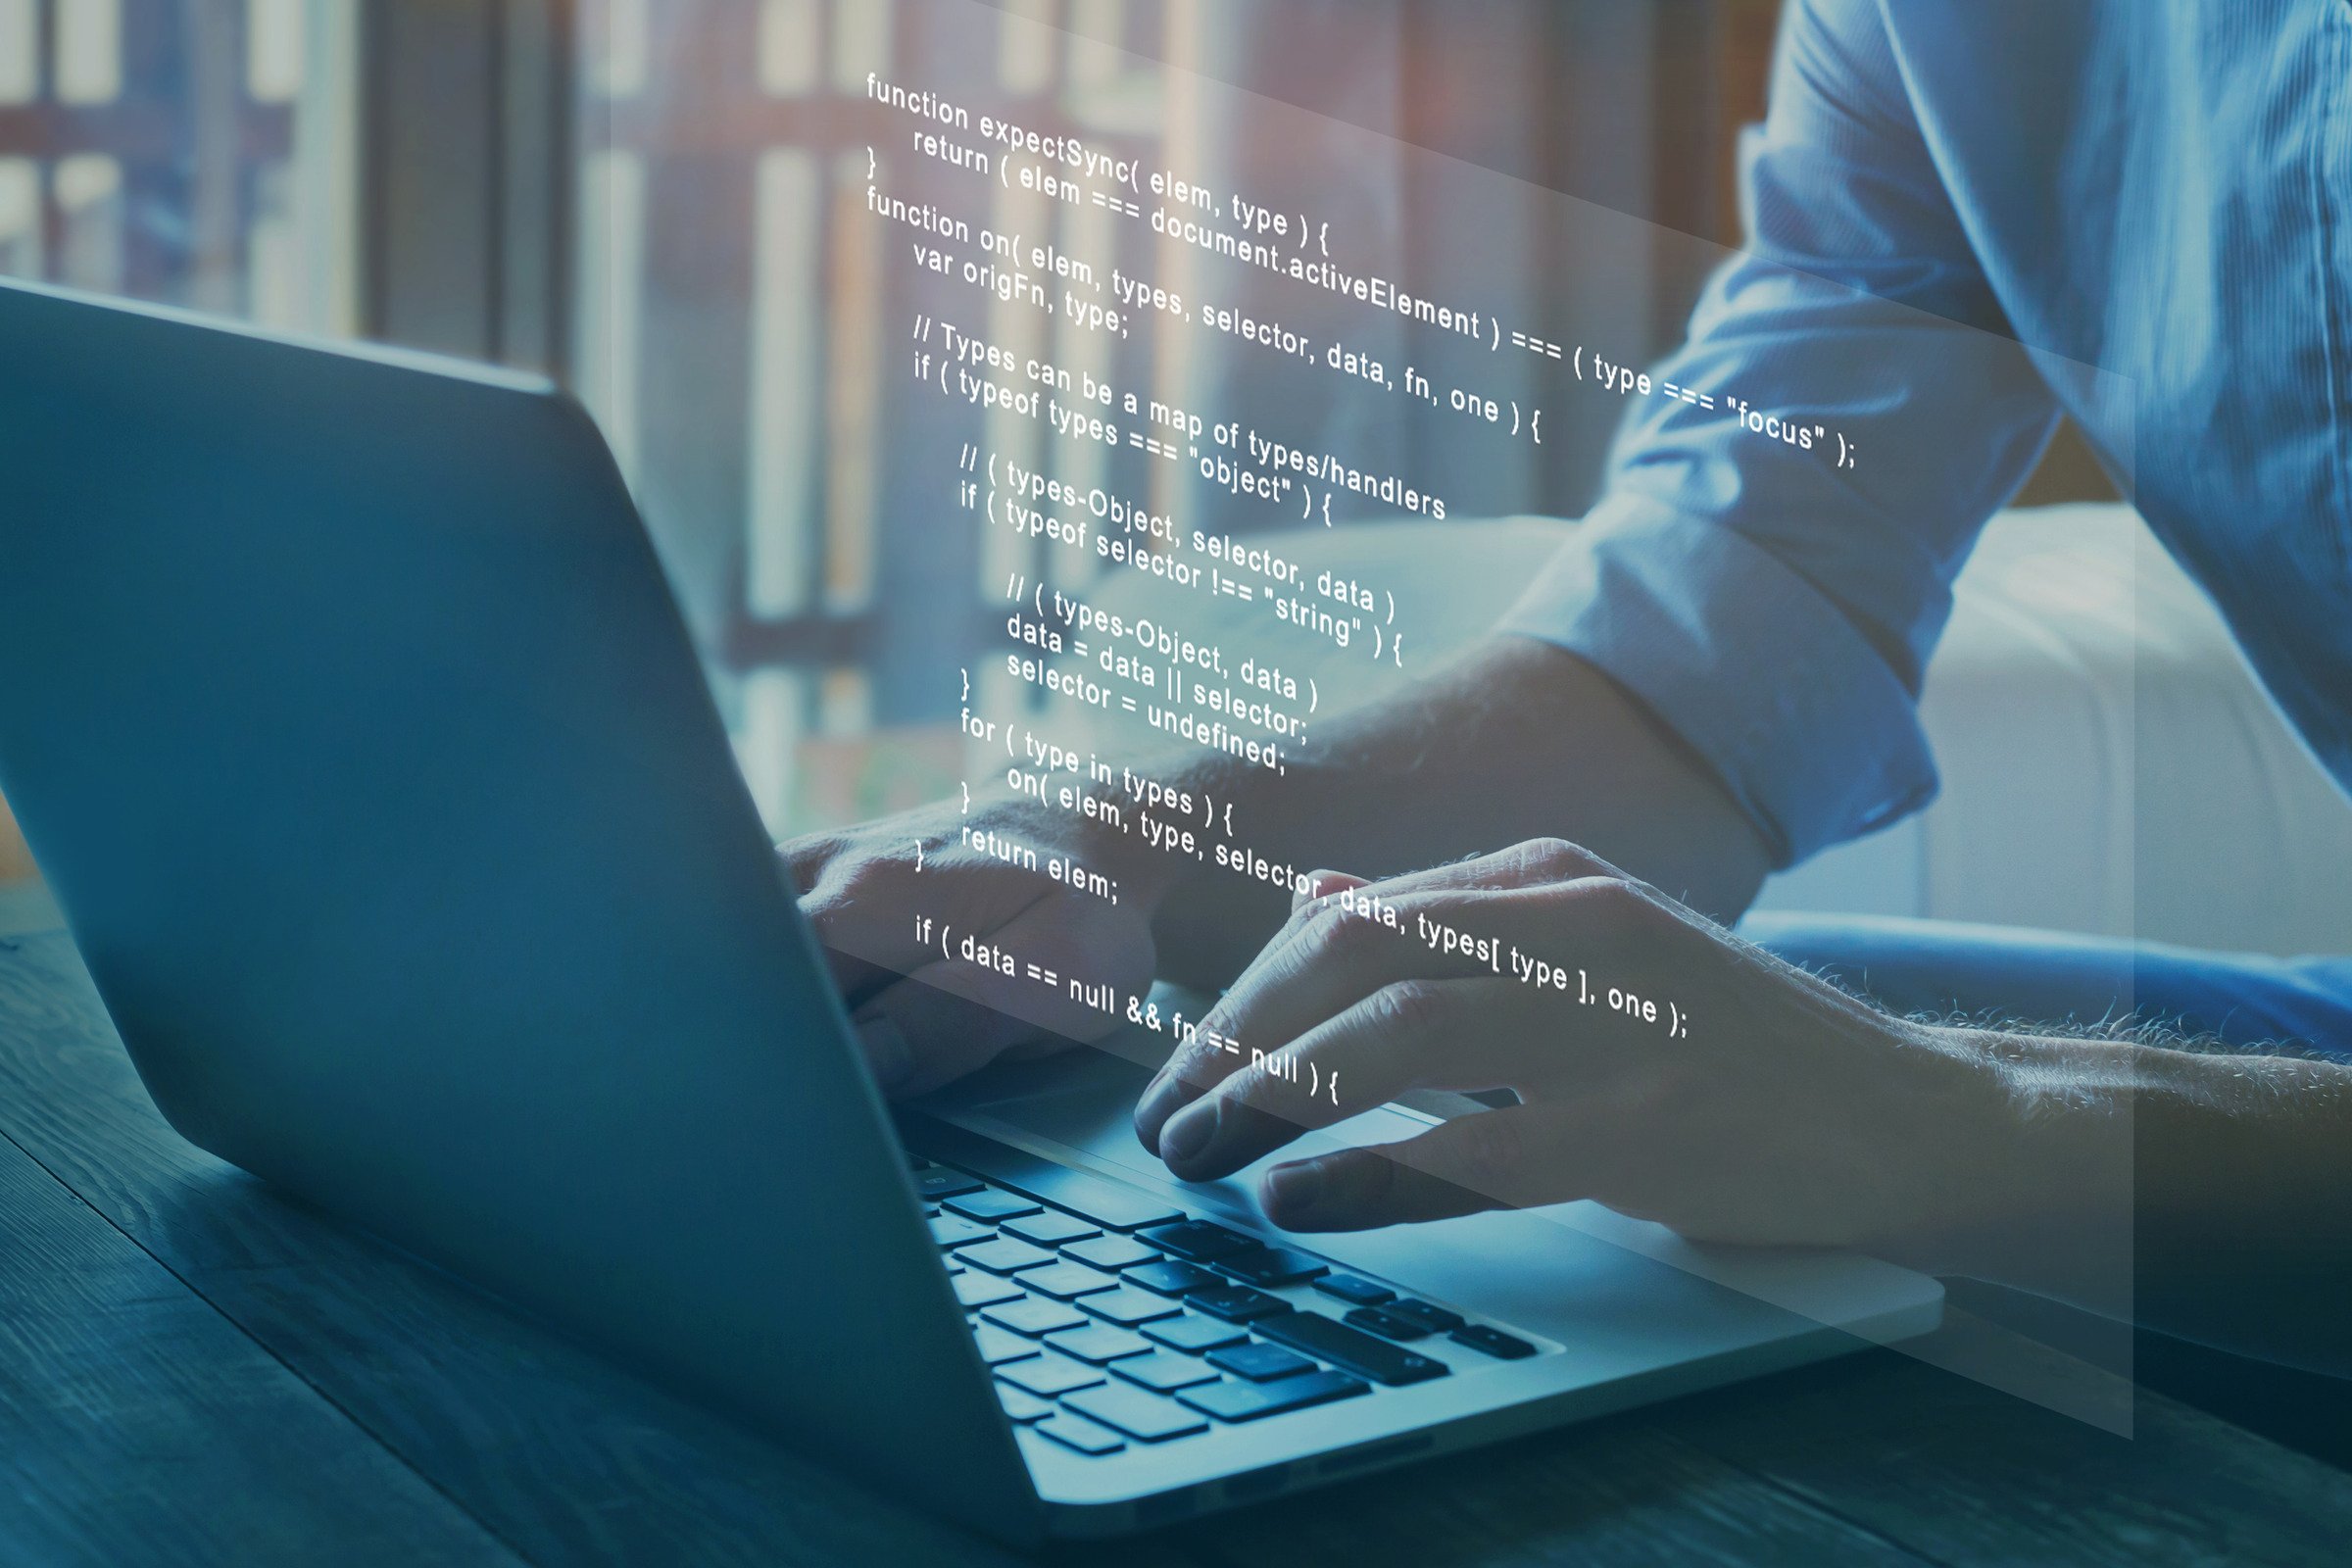 function expectSync( elem, type ) {
return ( elem === document.activeElement ) === ( type === "focus" );
}
function on( elem, types, selector, data, fn, one ) {
var origFn, type;
// Types can be a map of types/handlers
if ( typeof types === "object" ) {
// ( types-Object, selector, data )
if ( typeof selector !== "string" ) {
// ( types-Object, data )
data = data || selector;
selector = undefined;
}
for ( type in types ) {
on( elem, type, selector, data, types[ type ], one );
}
return elem;
}
if ( data == null && fn == null ) {